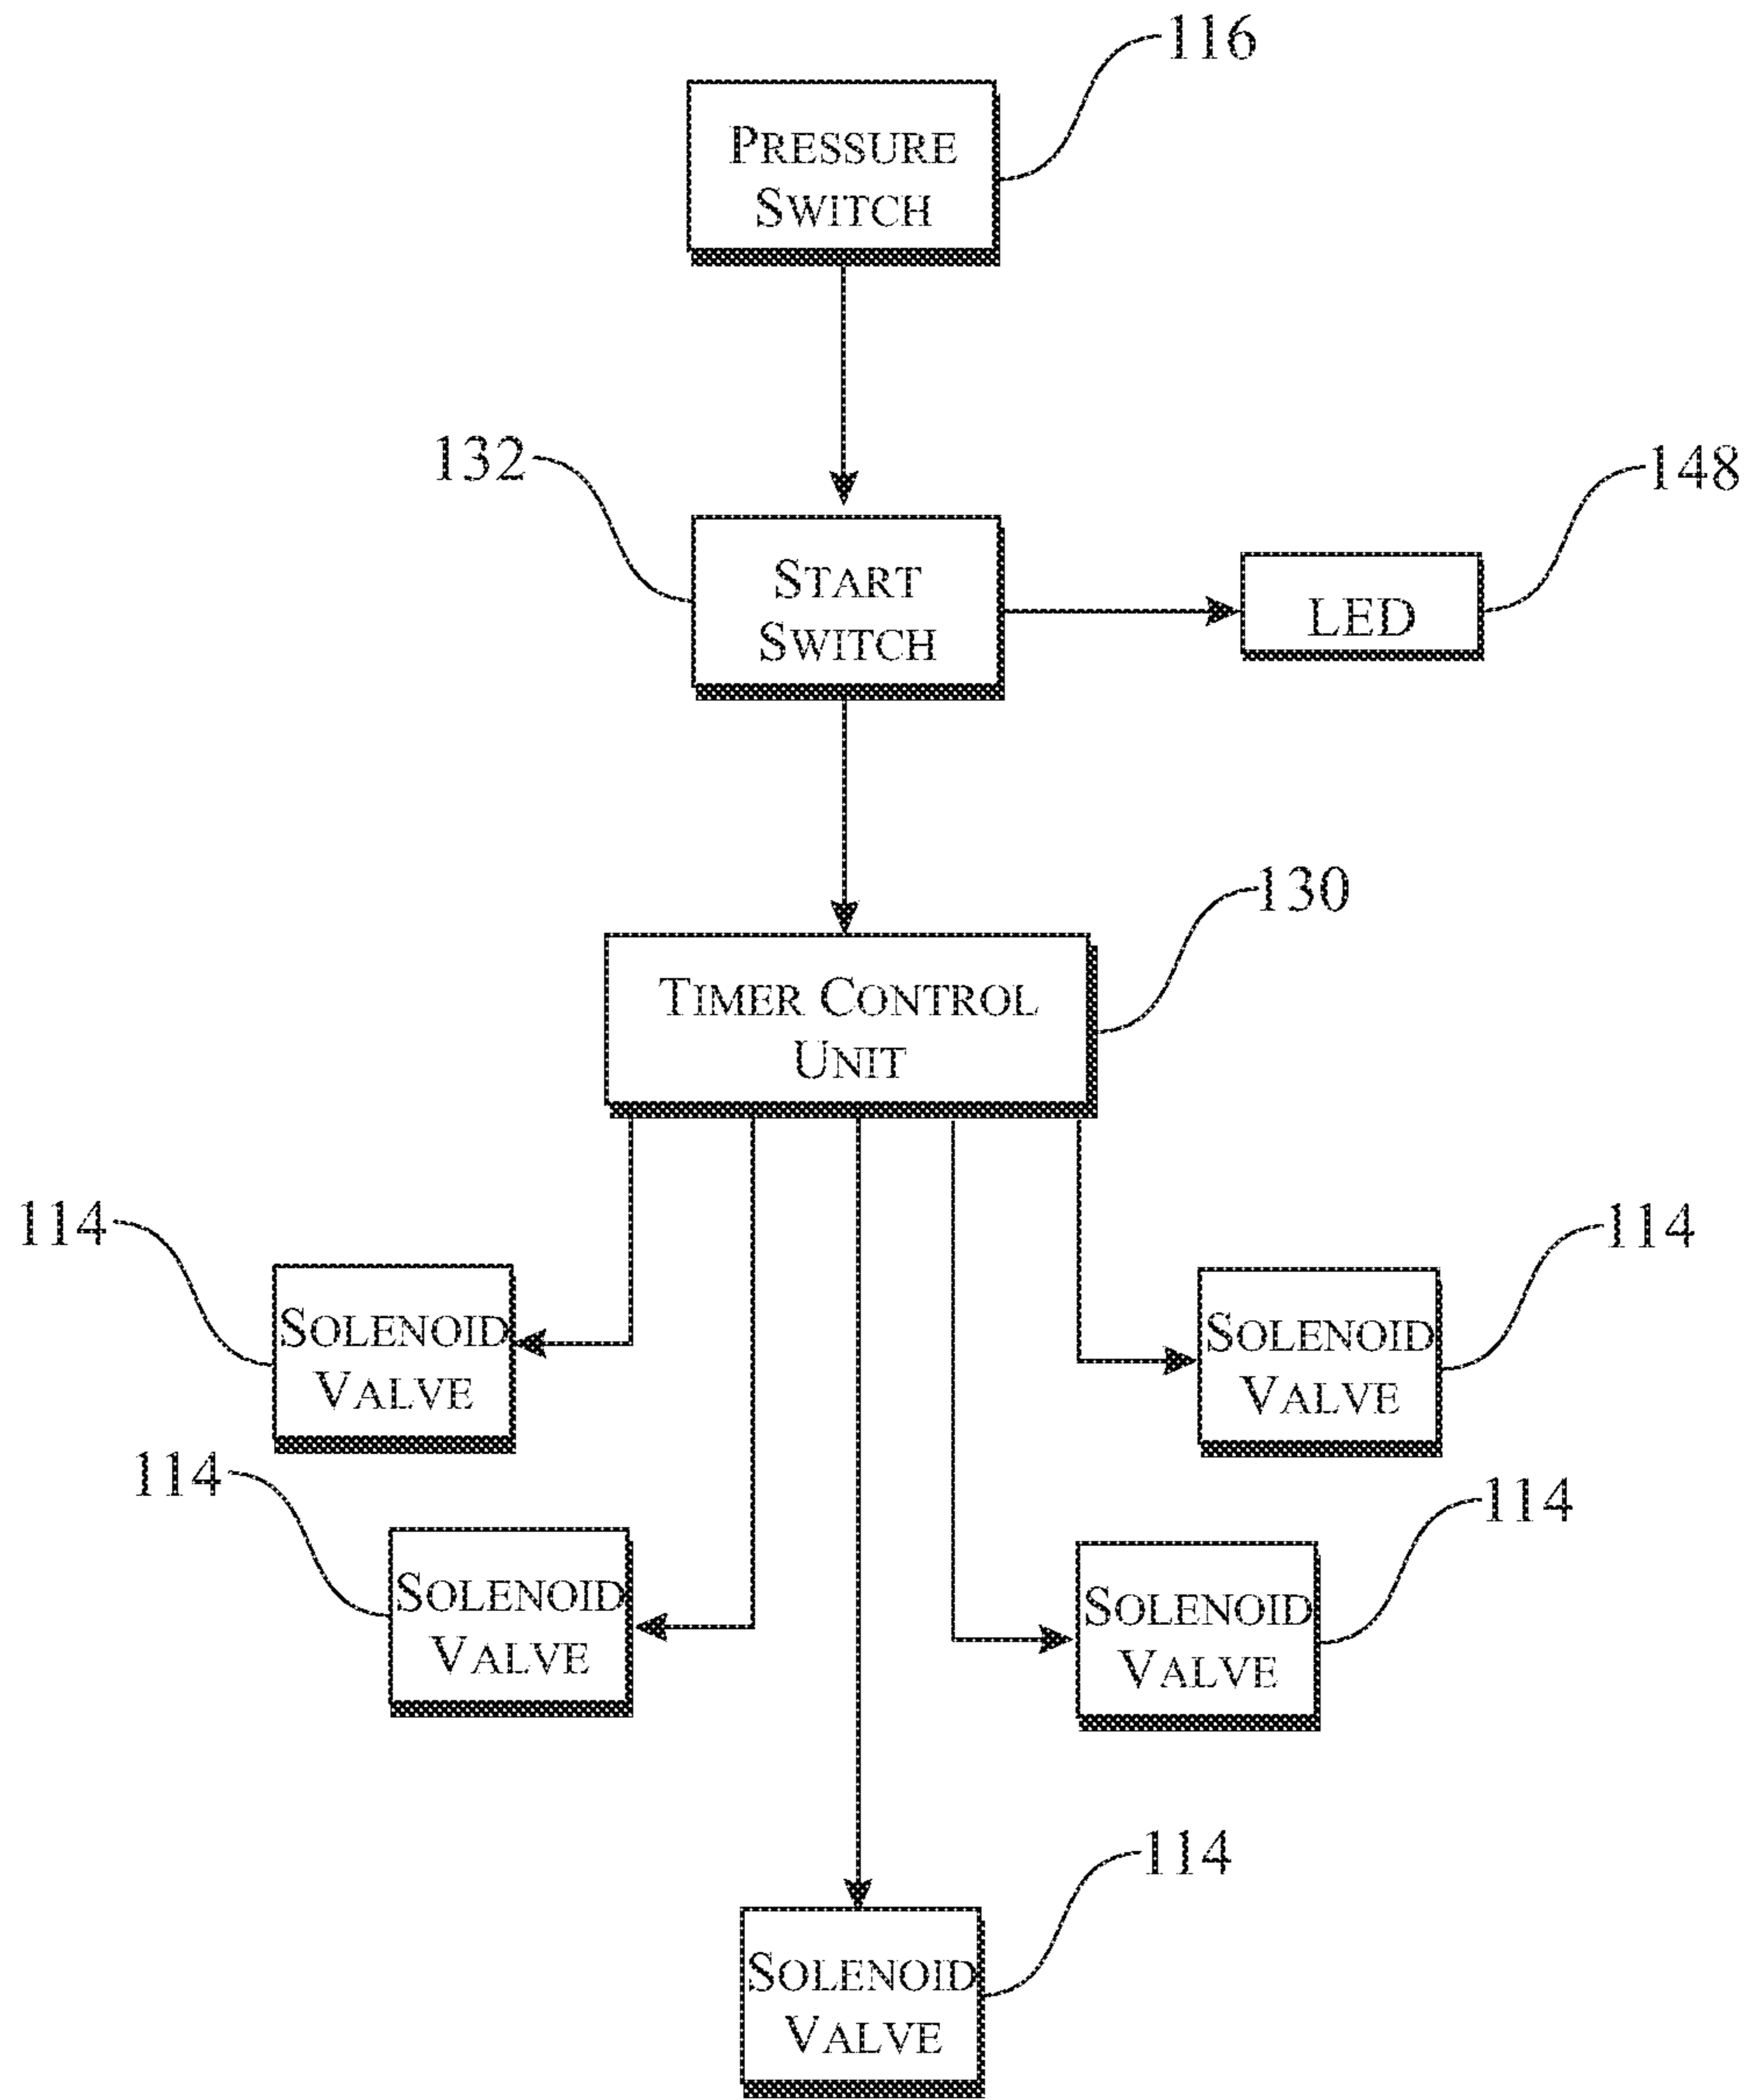 116
PRESSURE
SWITCH
132
148
START
SWITCH
LED
130
TIMER CONTROL
UNIT
114
114
SOLENOID
VALVE
SOLENOID
VALVE
114
114
SOLENOID
VALVE
SOLENOID
VALVE
114
SOLENOID
VALVE